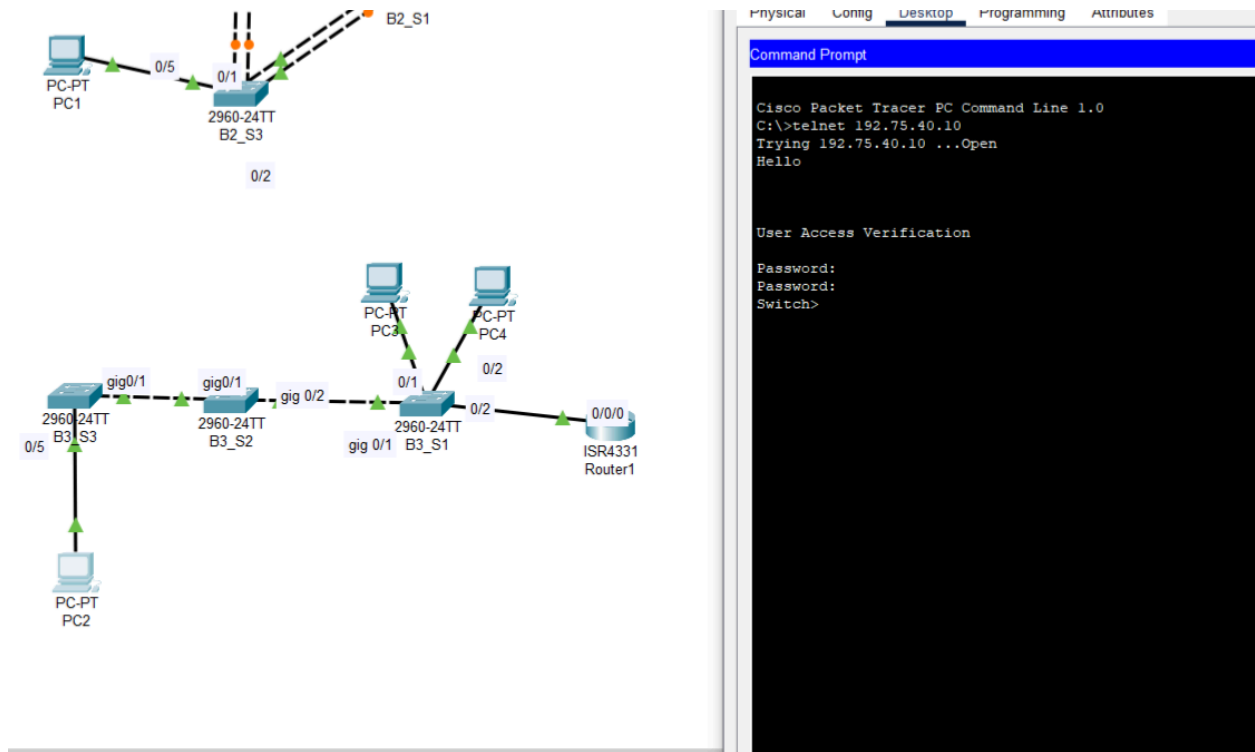 B2_S1
PC-PT
PC1
0/5
0/1
2960-24TT
B2_S3
0/2
PC-PT
PC3
PC-PT
PC4
0/2
0/1
gig0/1
gig0/1
gig 0/2
0/2
0/0/0
2960-24TT
B3_S3
0/5
2960-24TT
B3_S2
gig 0/1
2960-24TT
B3_S1
ISR4331
Router1
PC-PT
PC2
Physical Config Desktop Programming Attributes
Command Prompt
Cisco Packet Tracer PC Command Line 1.0
C:\>telnet 192.75.40.10
Trying 192.75.40.10 ...Open
Hello
User Access Verification
Password:
Password:
Switch>